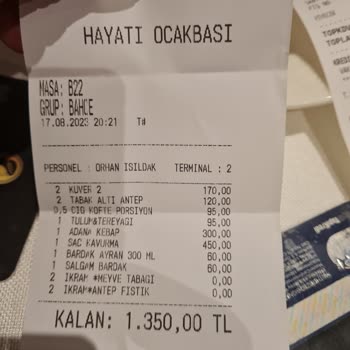 HAYATI OCAKBASI
MASA: B22
GRUP: BAHCE
17.08.2023 20:21 T#
PERSONEL : ORHAN ISILDAK TERMINAL : 2
2 KUVER 2 170,00
2 TABAK ALTI ANTEP 120,00
0,5 CIG KOFTE PORSIYON 95,00
1 TULUM&TEREYAGI 95,00
1 ADANA KEBAP 300,00
1 SAC KAVURMA 450,00
1 BARDAK AYRAN 300 ML 60,00
1 SALGAM BARDAK 60,00
2 IKRAM *MEYVE TABAGI 0,00
2 IKRAM*ANTEP FISTIK 0,00
KALAN: 1.350,00 TL
TOPKDV
TOPLA
KREDI